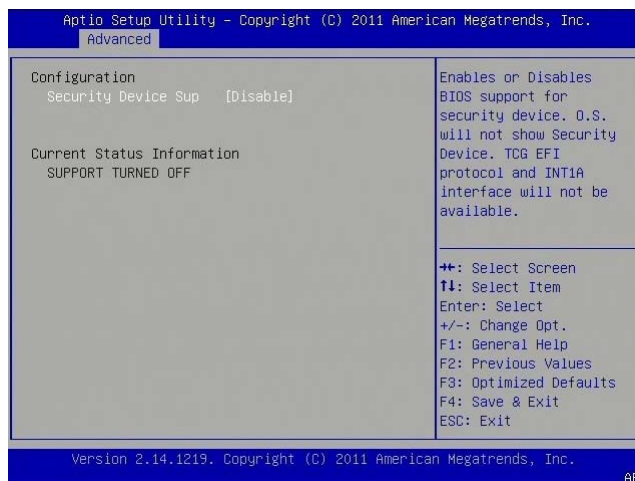 Aptio Setup Utility – Copyright (C) 2011 American Megatrends, Inc.
Advanced
Configuration
Security Device Sup [Disable]
Current Status Information
SUPPORT TURNED OFF
Enables or Disables
BIOS support for
security device. O.S.
will not show Security
Device. TCG EFI
protocol and INT1A
interface will not be
available.
→←: Select Screen
↑↓: Select Item
Enter: Select
+/-: Change Opt.
F1: General Help
F2: Previous Values
F3: Optimized Defaults
F4: Save & Exit
ESC: Exit
Version 2.14.1219. Copyright (C) 2011 American Megatrends, Inc.
AB